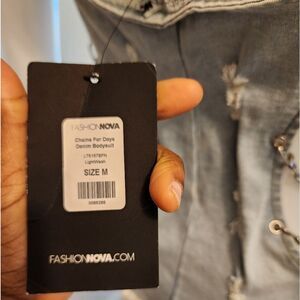 FASHIONNOVA
Chains For Days
Denim Bodysuit
LightWash
SIZE M
FASHIONNOVA.COM